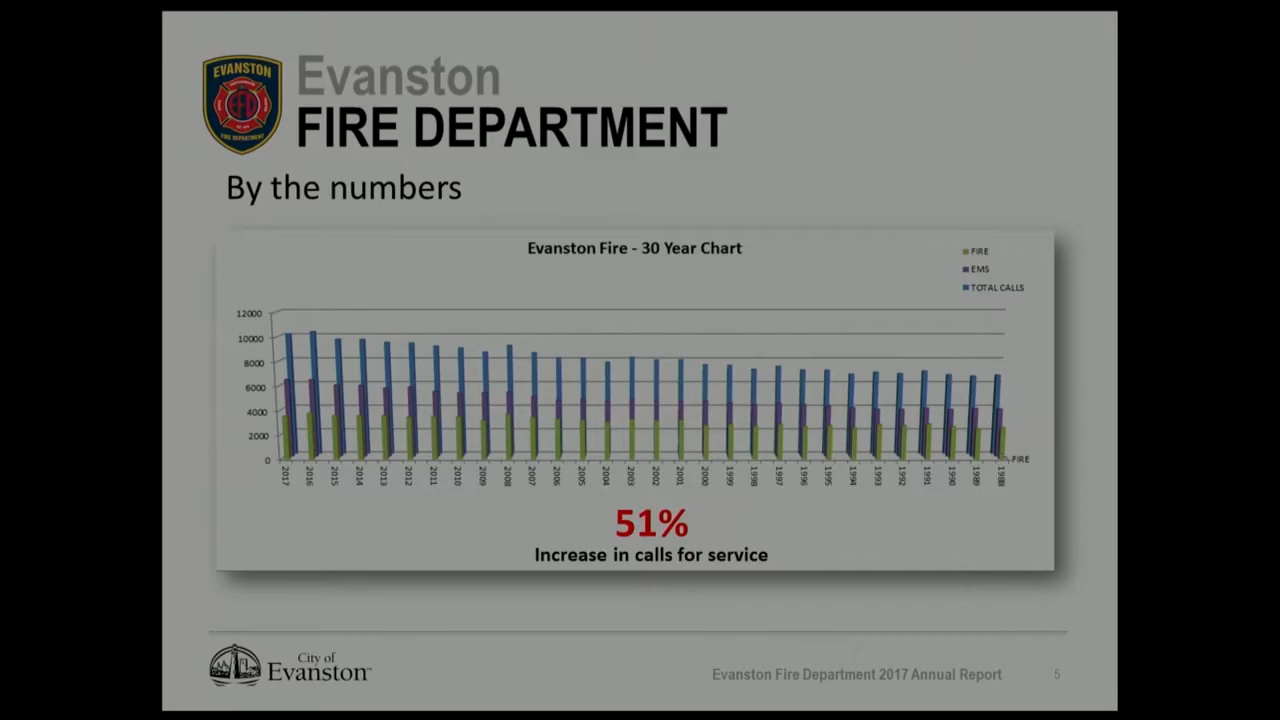 EVANSTON
EFD
FIRE DEPARTMENT
Evanston
FIRE DEPARTMENT
By the numbers
Evanston Fire - 30 Year Chart
FIRE
EMS
TOTAL CALLS
12000
10000
8000
6000
4000
2000
0
2017 2016 2015 2014 2013 2012 2011 2010 2009 2008 2007 2006 2005 2004 2003 2002 2001 2000 1999 1998 1997 1996 1995 1994 1993 1992 1991 1990 1989 1988
FIRE
51%
Increase in calls for service
City of
Evanston™
Evanston Fire Department 2017 Annual Report 5